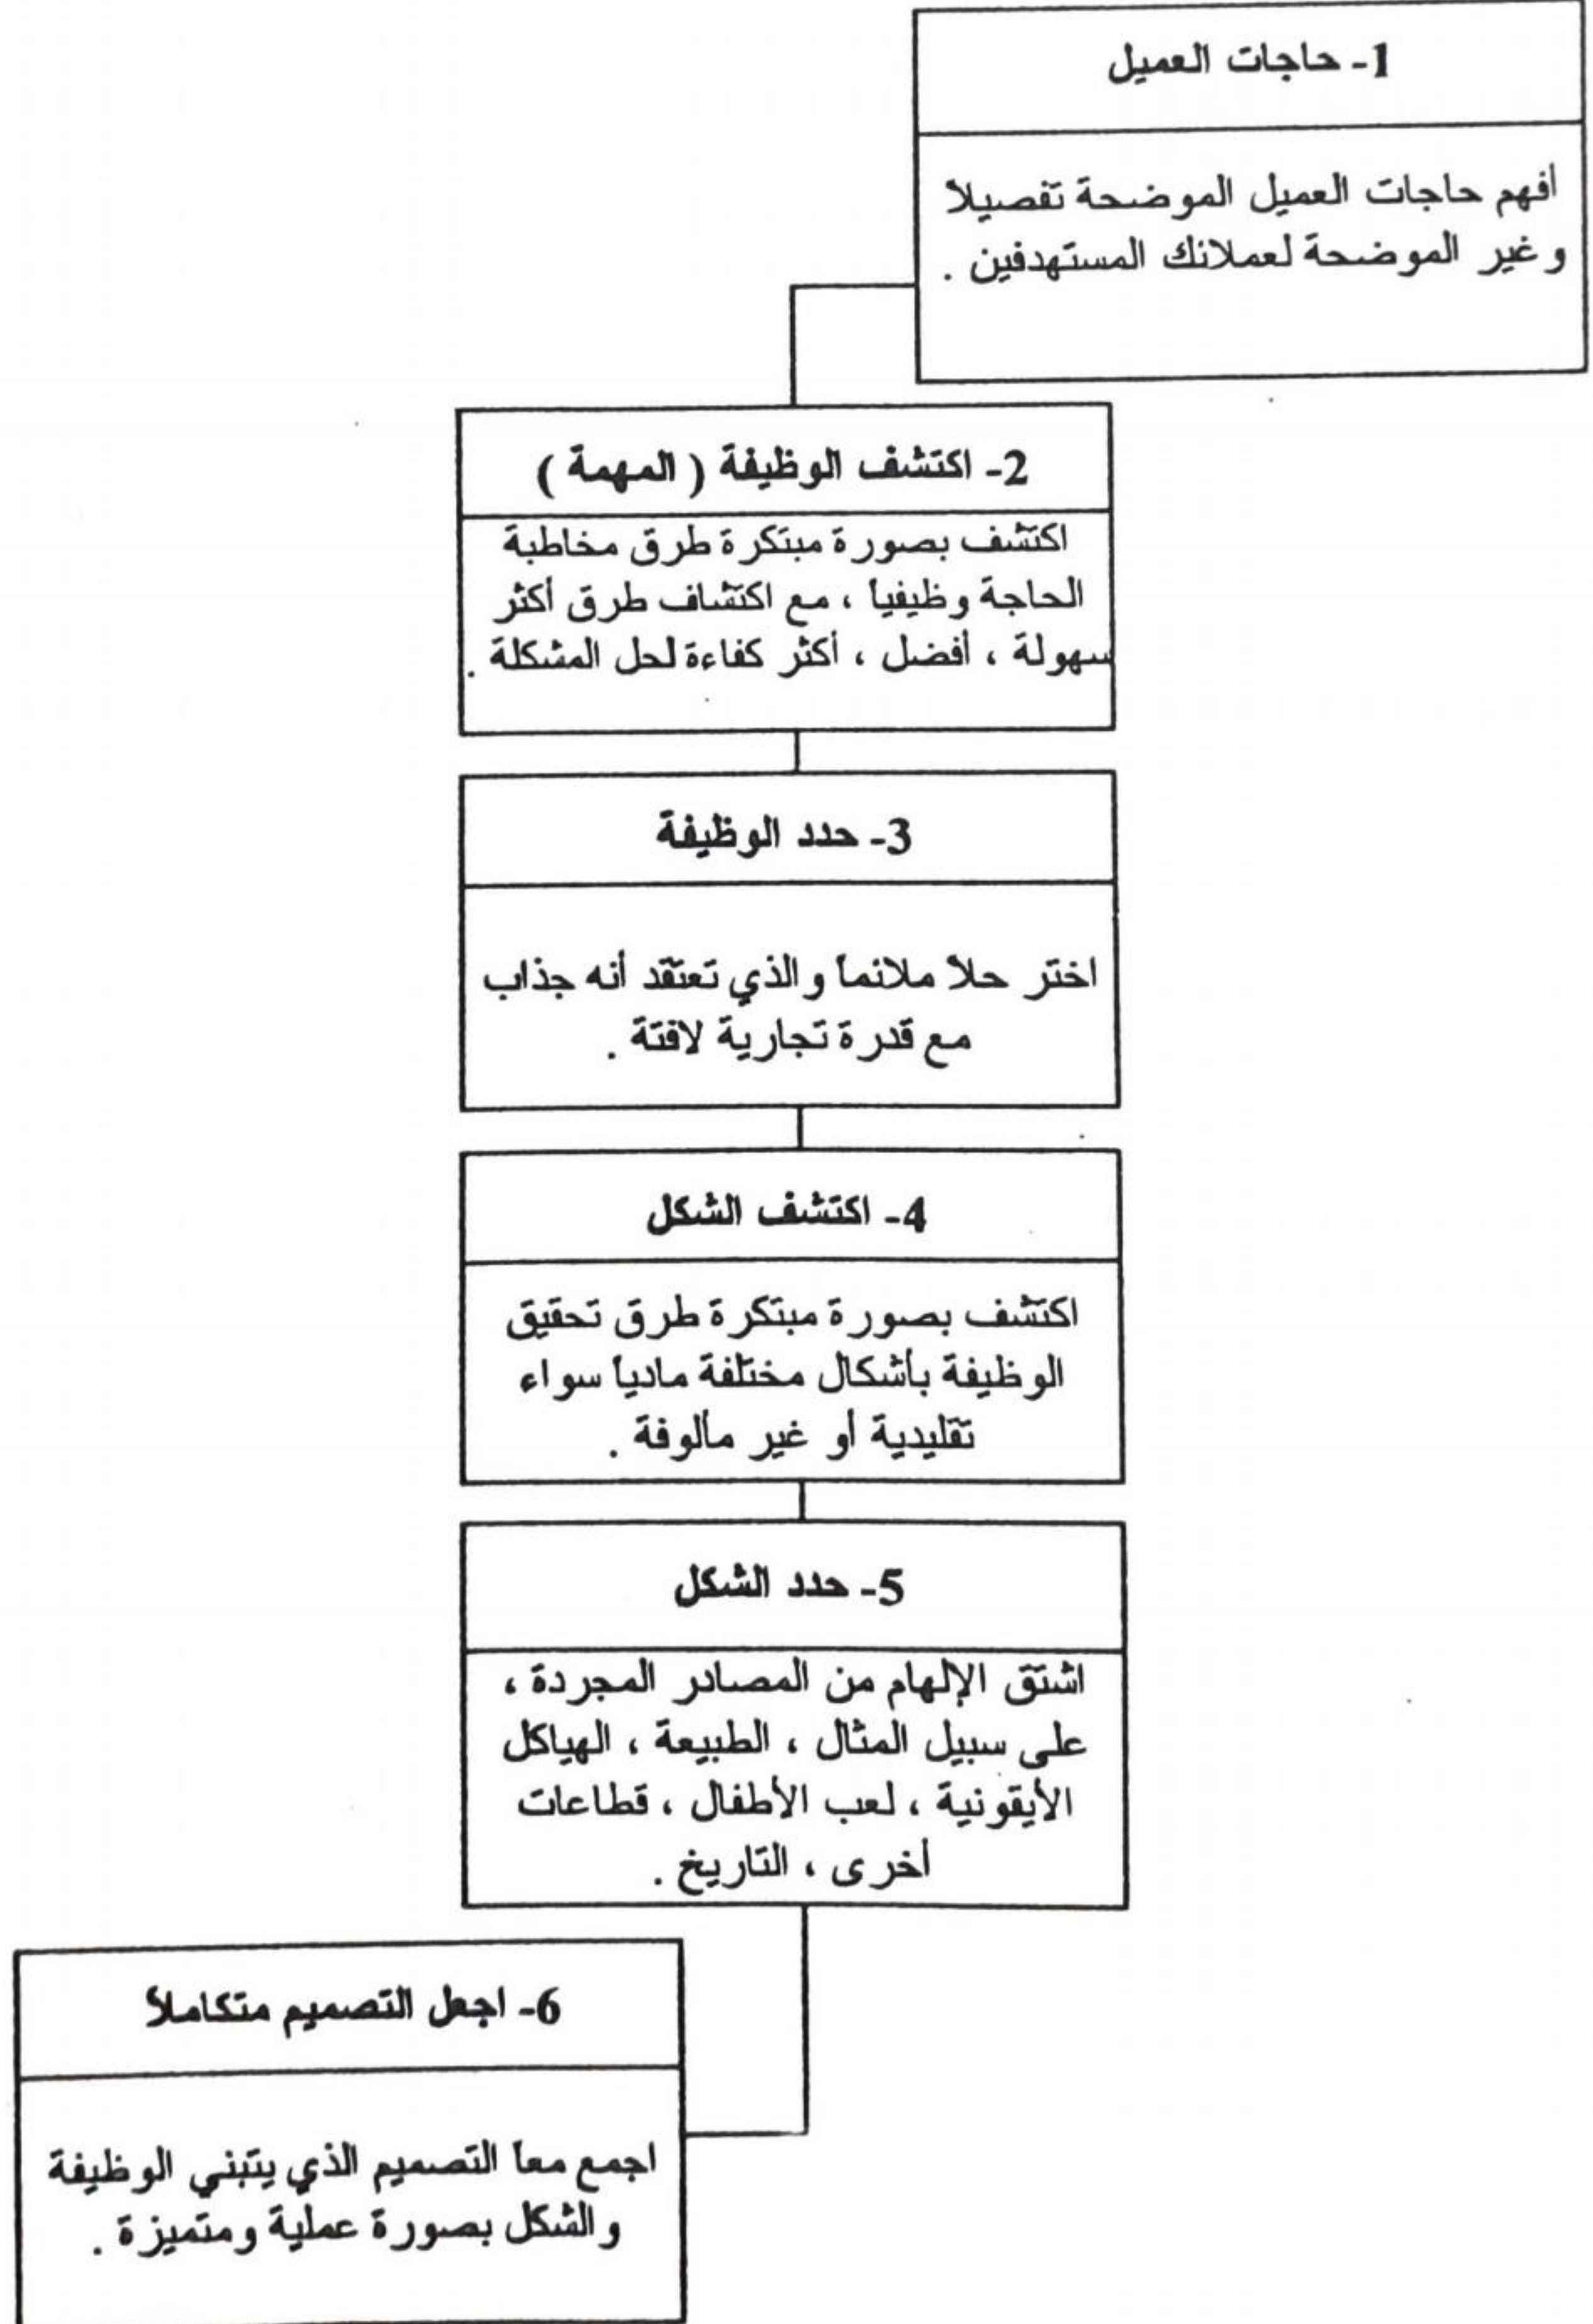 1- حاجات العميل
أفهم حاجات العميل الموضحة تفصيلاً
وغير الموضحة لعملائك المستهدفين .
2- اكتشف الوظيفة ( المهمة )
اكتشف بصورة مبتكرة طرق مخاطبة
الحاجة وظيفياً ، مع اكتشاف طرق أكثر
سهولة ، أفضل ، أكثر كفاءة لحل المشكلة .
3- حدد الوظيفة
اختر حلاً ملائماً والذي تعتقد أنه جذاب
مع قدرة تجارية لافتة .
4- اكتشف الشكل
اكتشف بصورة مبتكرة طرق تحقيق
الوظيفة بأشكال مختلفة مادياً سواء
تقليدية أو غير مألوفة .
5- حدد الشكل
اشتق الإلهام من المصادر المجردة ،
على سبيل المثال ، الطبيعة ، الهياكل
الأيقونية ، لعب الأطفال ، قطاعات
أخرى ، التاريخ .
6- اجعل التصميم متكاملاً
اجمع معاً التصميم الذي يتبني الوظيفة
والشكل بصورة عملية ومتميزة .